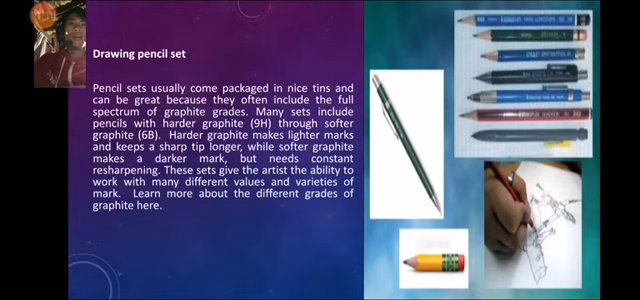 Drawing pencil set
Pencil sets usually come packaged in nice tins and
can be great because they often include the full
spectrum of graphite grades. Many sets include
pencils with harder graphite (9H) through softer
graphite (6B). Harder graphite makes lighter marks
and keeps a sharp tip longer, while softer graphite
makes a darker mark, but needs constant
resharpening. These sets give the artist the ability to
work with many different values and varieties of
mark. Learn more about the different grades of
graphite here.